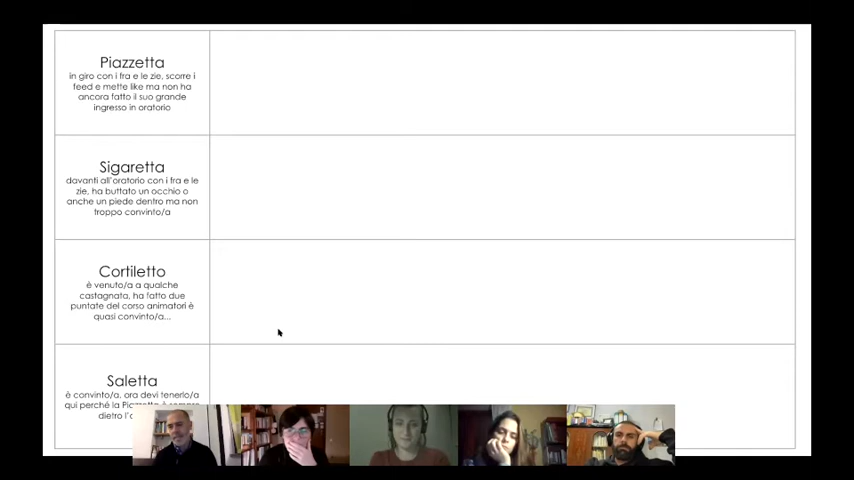 Piazzetta
in giro con i fra e le zie, scorre i
feed e mette like ma non ha
ancora fatto il suo grande
ingresso in oratorio
Sigaretta
davanti all'oratorio con i fra e le
zie, ha buttato un occhio o
anche un piede dentro ma non
troppo convinto/a
Cortiletto
è venuto/a a qualche
castagnata, ha fatto due
puntate del corso animatori è
quasi convinto/a...
Saletta
è convinto/a, ora devi tenerlo/a
qui perché la Piazzetta è sempre
dietro